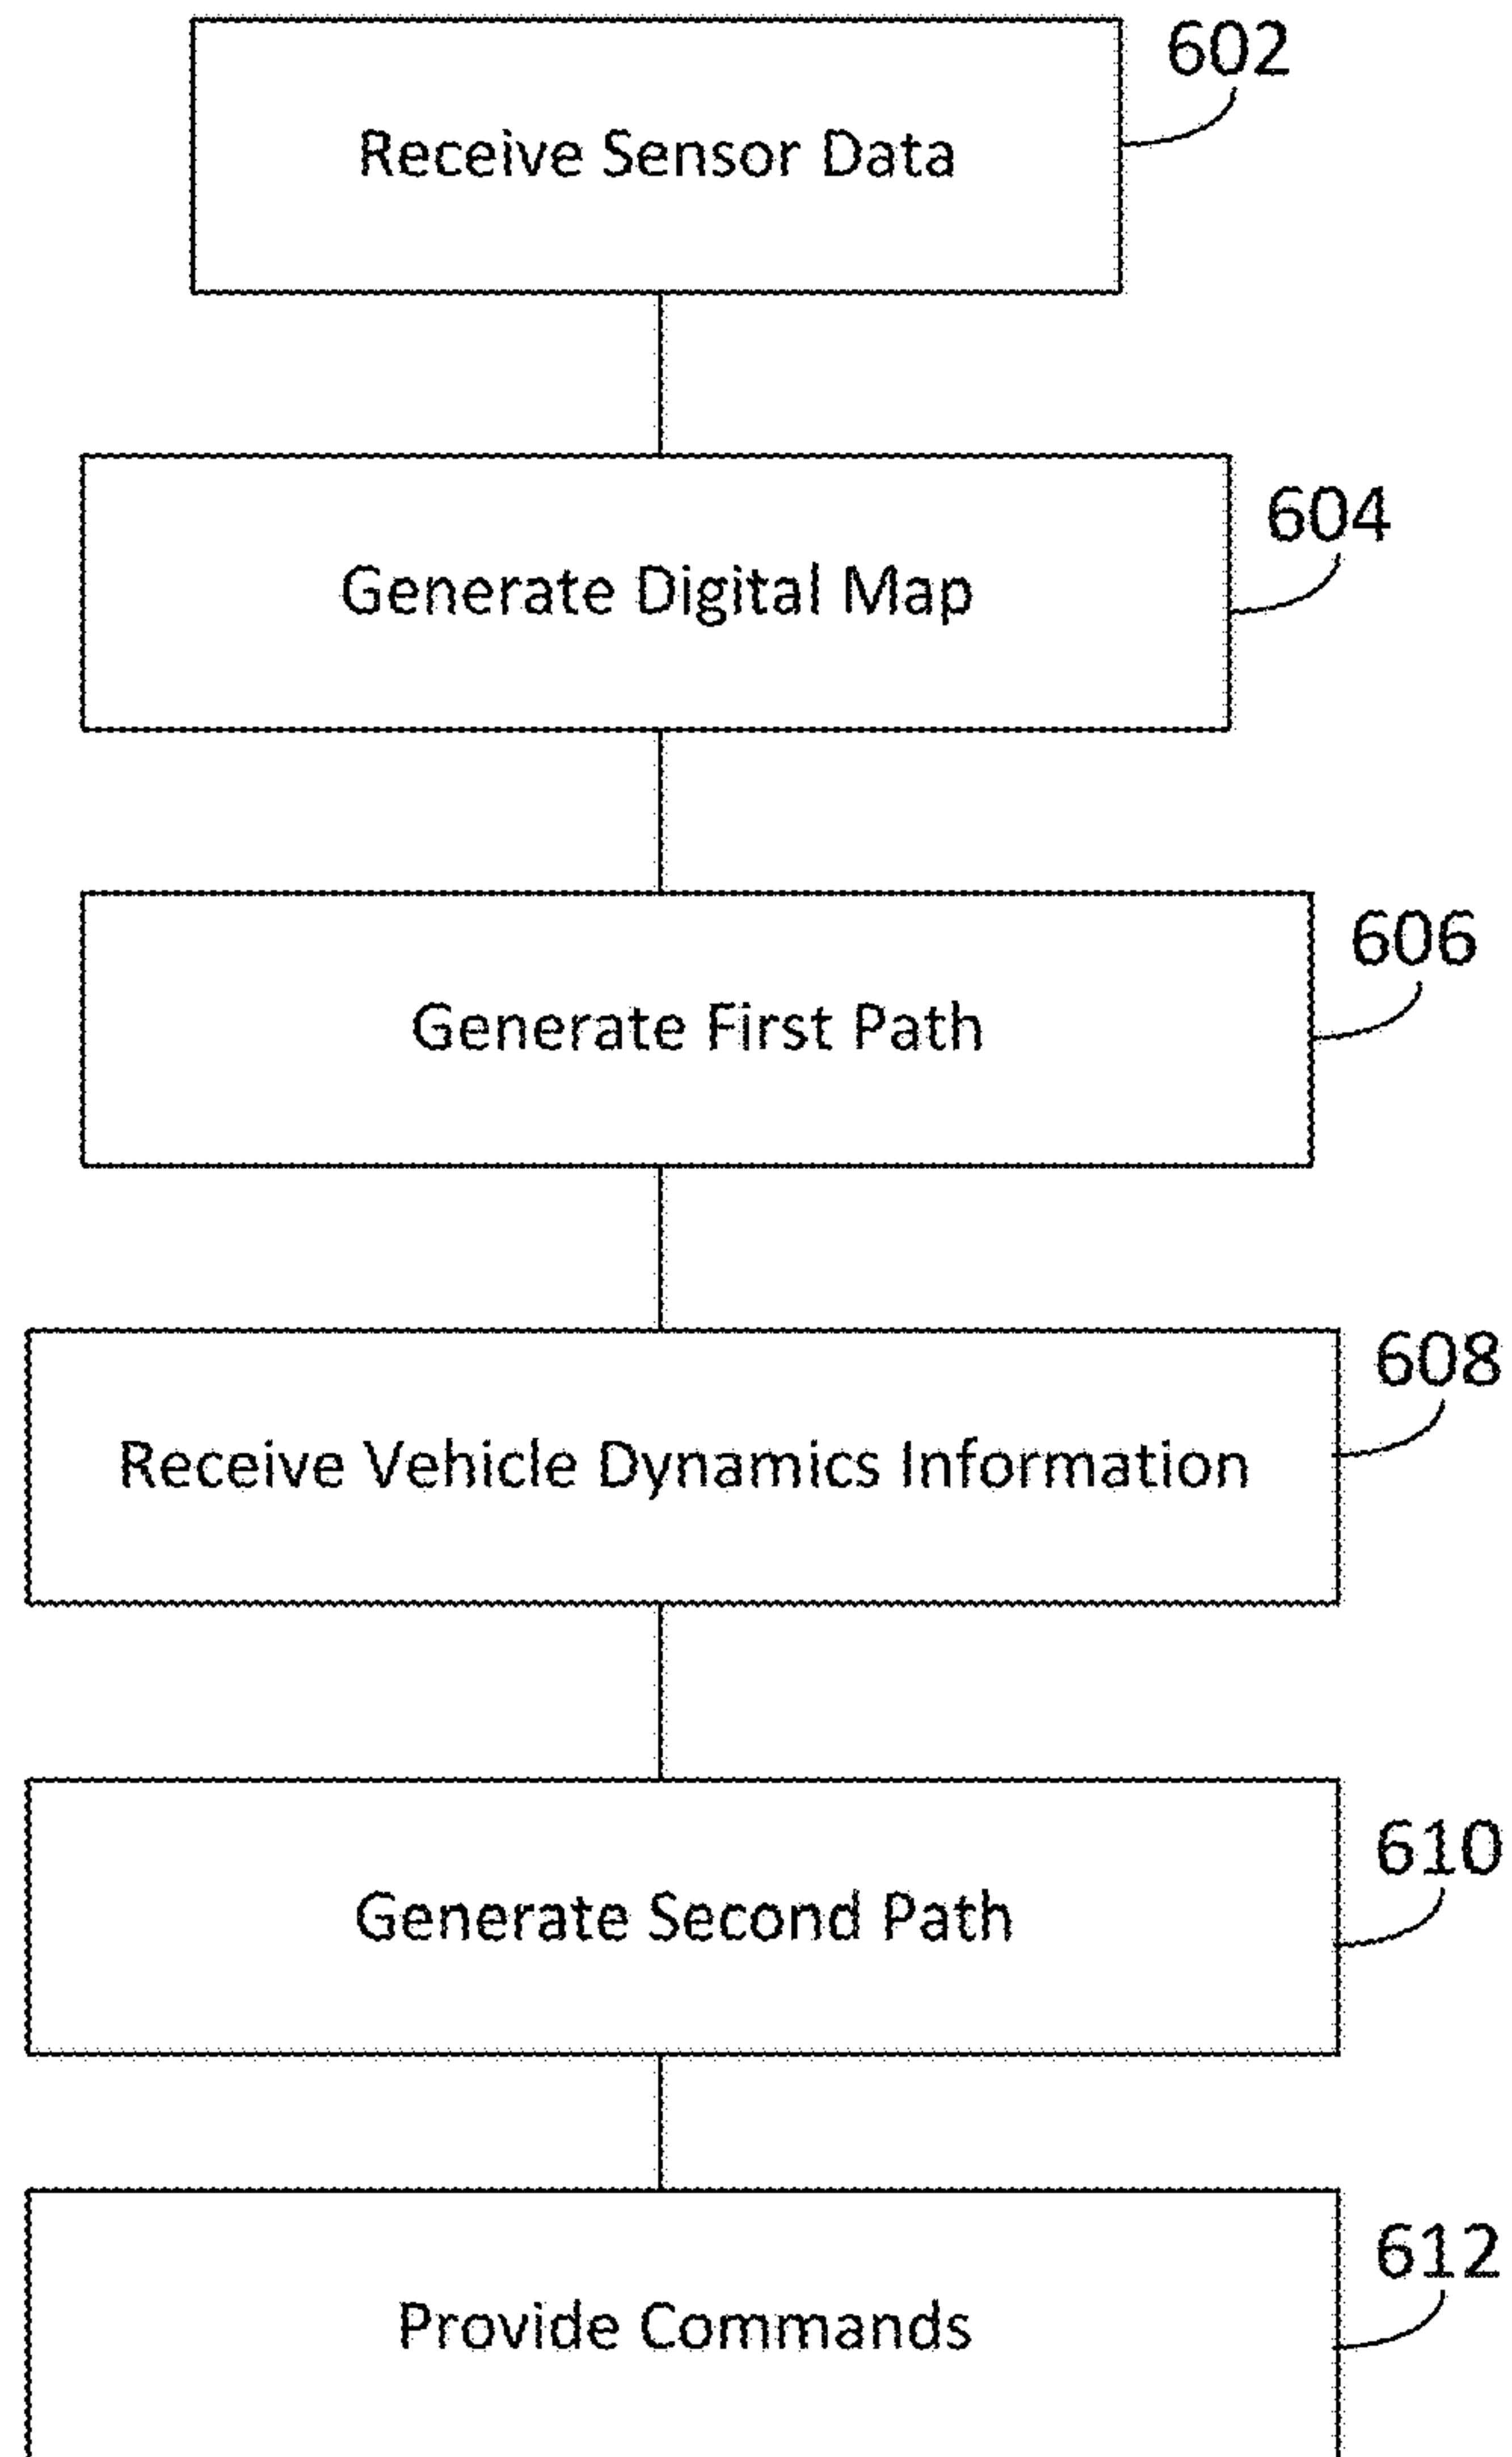 602
Receive Sensor Data
604
Generate Digital Map
606
Generate First Path
608
Receive Vehicle Dynamics Information
610
Generate Second Path
612
Provide Commands